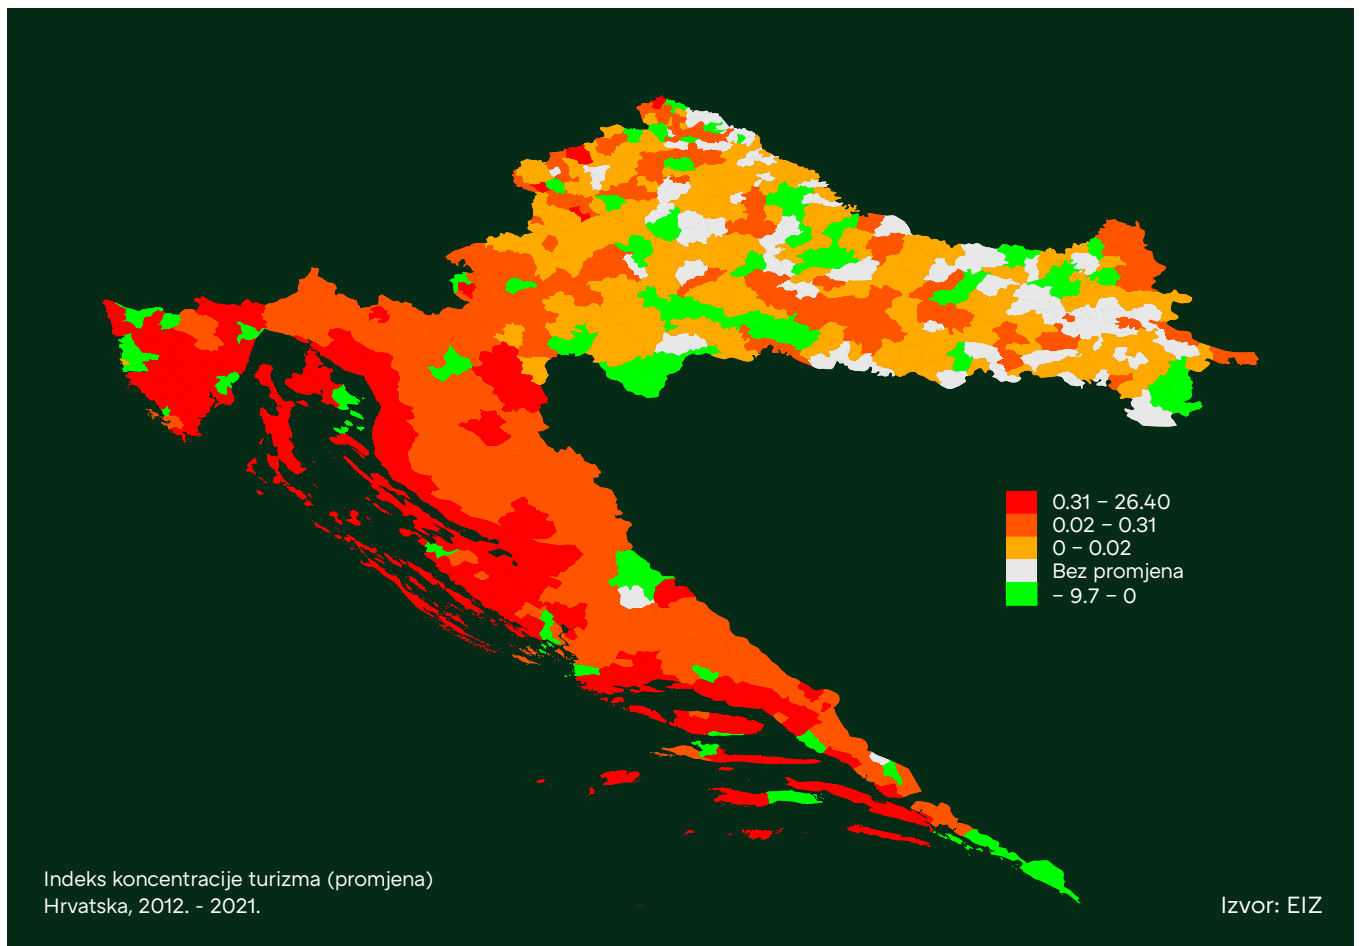 0.31 – 26.40
0.02 – 0.31
0 – 0.02
Bez promjena
– 9.7 – 0
Indeks koncentracije turizma (promjena)
Hrvatska, 2012. - 2021.
Izvor: EIZ